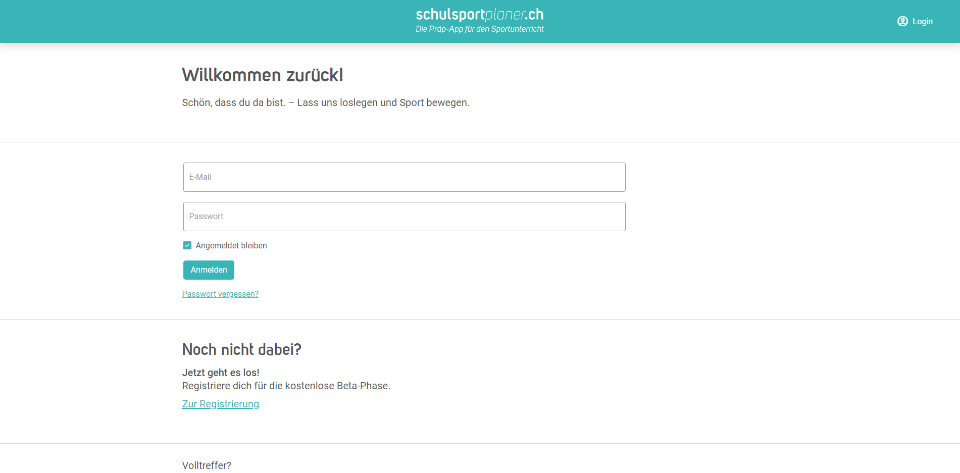 schulsportplaner.ch
Die Präp-App für den Sportunterricht
Login
Willkommen zurück!
Schön, dass du da bist. – Lass uns loslegen und Sport bewegen.
E-Mail
Passwort
Angemeldet bleiben
Anmelden
Passwort vergessen?
Noch nicht dabei?
Jetzt geht es los!
Registriere dich für die kostenlose Beta-Phase.
Zur Registrierung
Volltreffer?